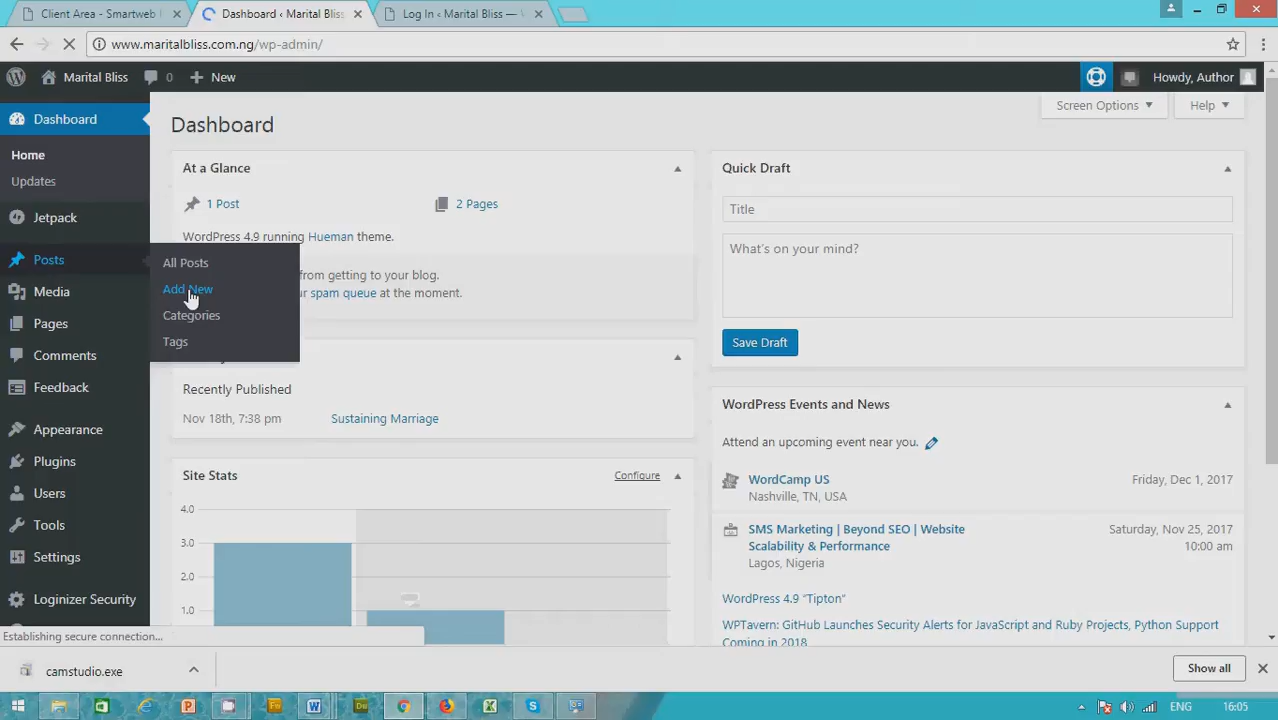 Client Area - Smartweb
Dashboard ‹ Marital Bliss
Log In ‹ Marital Bliss —
www.maritalbliss.com.ng/wp-admin/
Marital Bliss
0
New
Howdy, Author
Dashboard
Screen Options
Help
Dashboard
Home
Updates
Jetpack
Posts
Media
Pages
Comments
Feedback
Appearance
Plugins
Users
Tools
Settings
Loginizer Security
All Posts
Add New
Categories
Tags
At a Glance
1 Post
2 Pages
WordPress 4.9 running Hueman theme.
from getting to your blog.
spam queue at the moment.
Recently Published
Nov 18th, 7:38 pm
Sustaining Marriage
Site Stats
Configure
4.0
3.0
2.0
1.0
Quick Draft
Title
What's on your mind?
Save Draft
WordPress Events and News
Attend an upcoming event near you.
WordCamp US
Friday, Dec 1, 2017
Nashville, TN, USA
SMS Marketing | Beyond SEO | Website
Saturday, Nov 25, 2017
Scalability & Performance
10:00 am
Lagos, Nigeria
WordPress 4.9 "Tipton"
WPTavern: GitHub Launches Security Alerts for JavaScript and Ruby Projects, Python Support
Coming in 2018
Establishing secure connection...
camstudio.exe
Show all
ENG
16:05